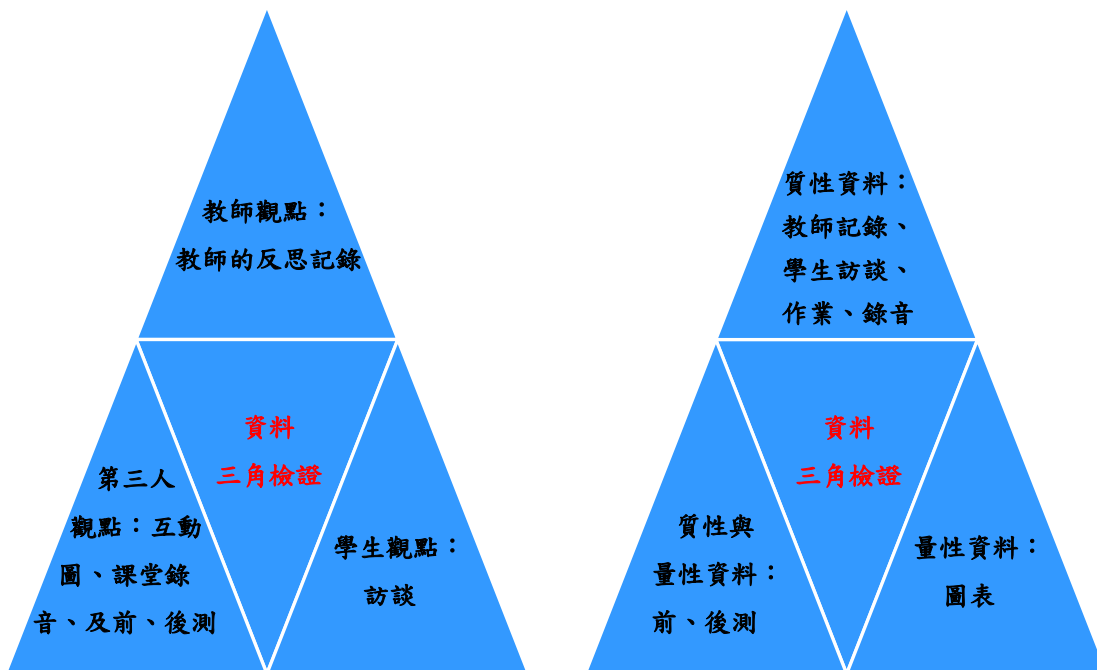 教師觀點：
教師的反思記錄
資料
三角檢證
第三人
觀點：互動
圖、課堂錄
音、及前、後測
學生觀點：
訪談
質性資料：
教師記錄、
學生訪談、
作業、錄音
資料
三角檢證
質性與
量性資料：
前、後測
量性資料：
圖表